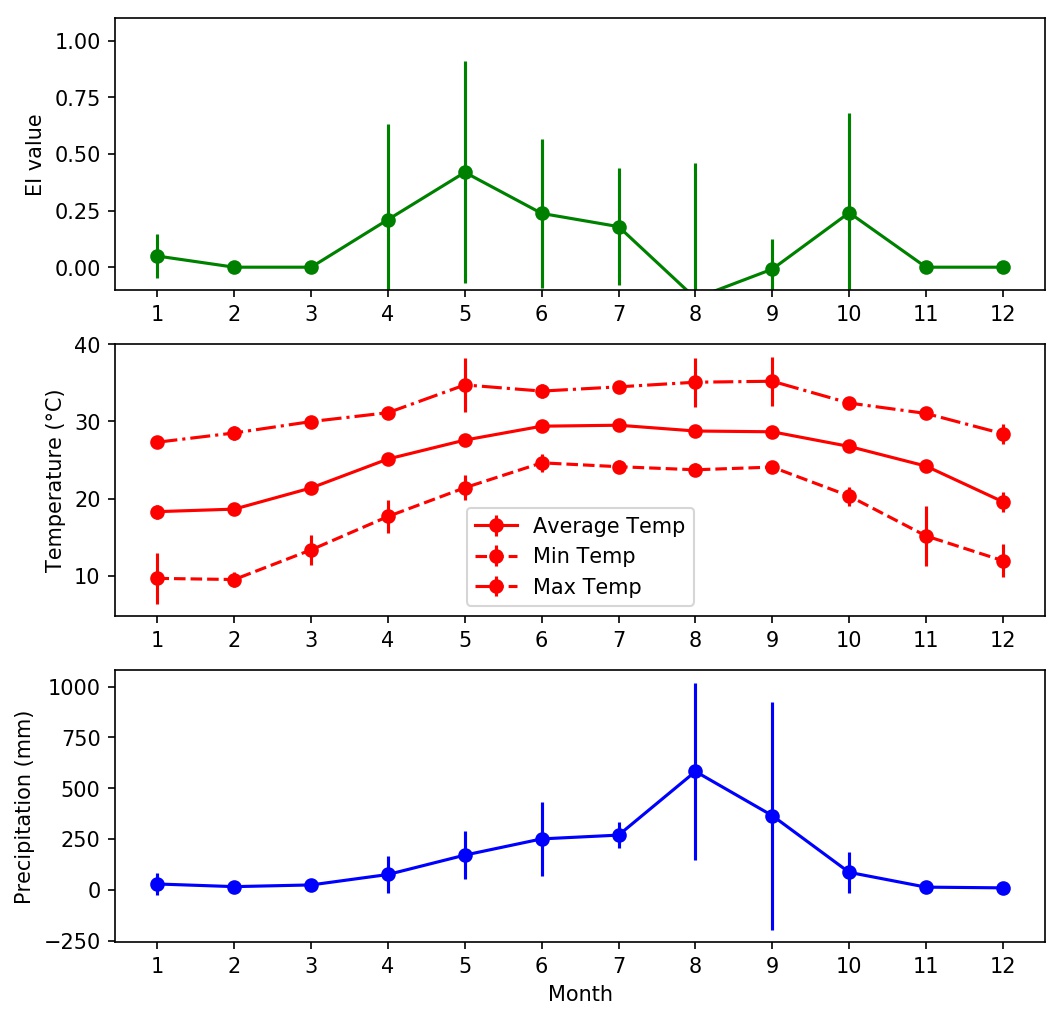 1.00
0.75
0.50
0.25
0.00
EI value
1 2 3 4 5 6 7 8 9 10 11 12
40
30
20
10
Temperature (°C)
Average Temp
Min Temp
Max Temp
1 2 3 4 5 6 7 8 9 10 11 12
1000
750
500
250
0
−250
Precipitation (mm)
1 2 3 4 5 6 7 8 9 10 11 12
Month